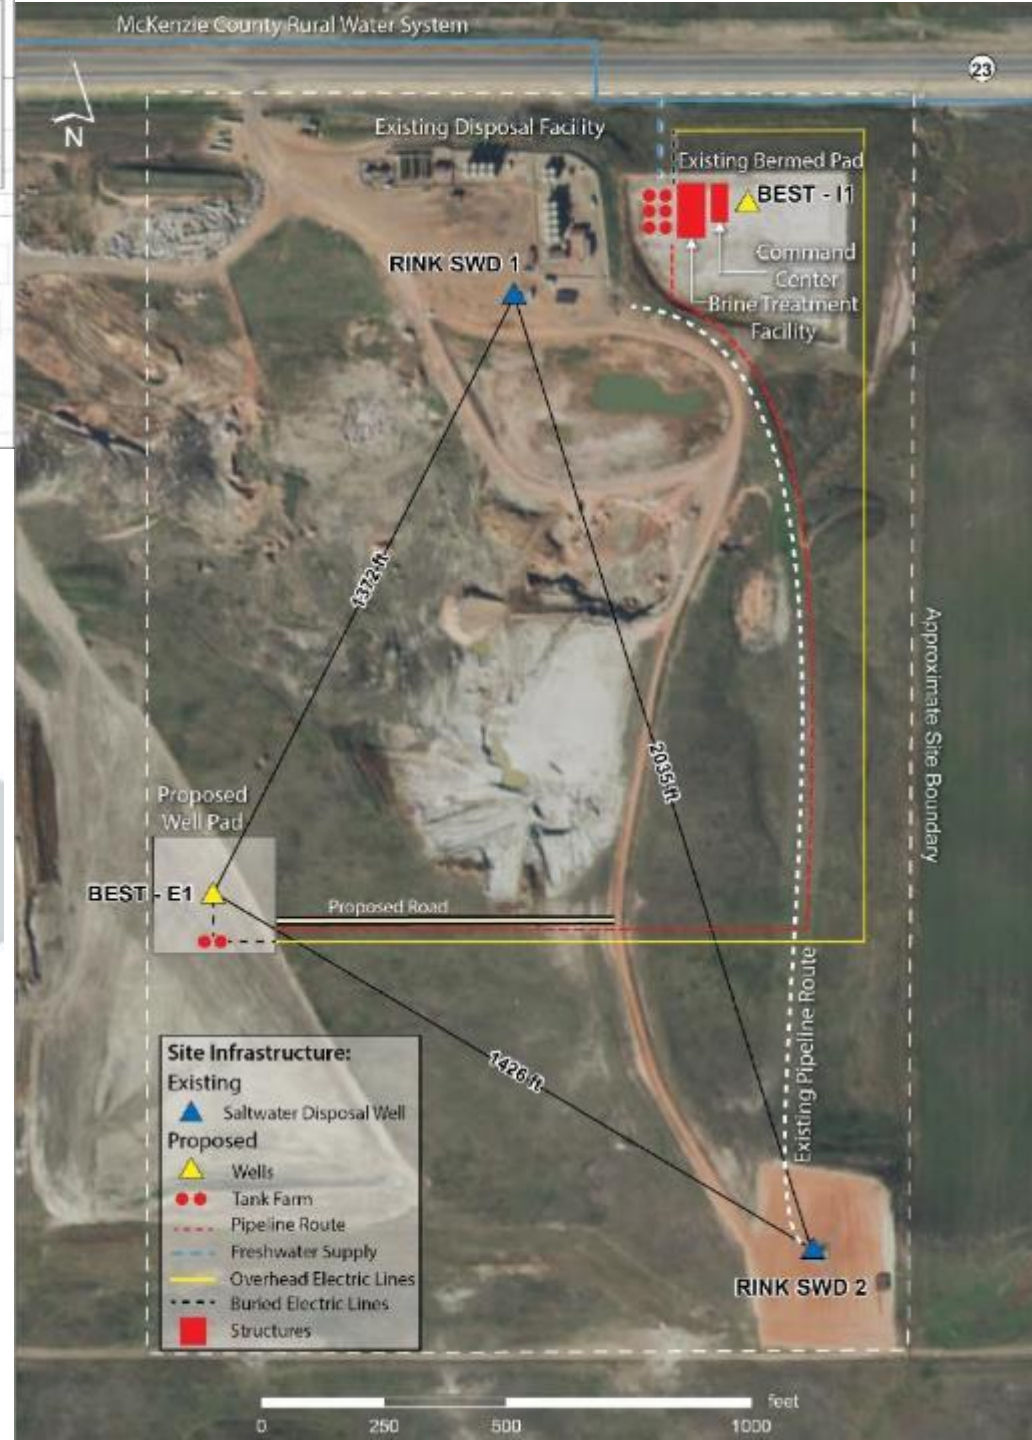 McKenzie County Rural Water System
23
N
Existing Disposal Facility
Existing Bermed Pad
BEST - I1
RINK SWD 1
Command
Center
Brine Treatment
Facility
1372 ft
2035 ft
Approximate Site Boundary
Proposed
Well Pad
BEST - E1
Proposed Road
Existing Pipeline Route
1426 ft
RINK SWD 2
Site Infrastructure:
Existing
Saltwater Disposal Well
Proposed
Wells
Tank Farm
Pipeline Route
Freshwater Supply
Overhead Electric Lines
Buried Electric Lines
Structures
feet
0 250 500 1000